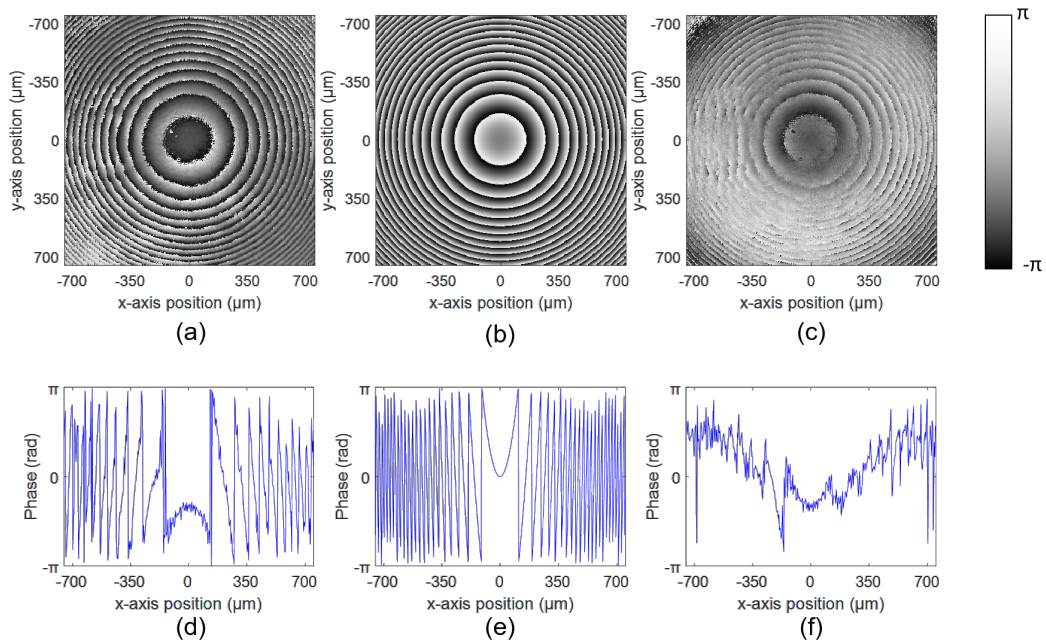 -700 -700 -700 π
-350 -350 -350
y-axis position (µm) y-axis position (µm) y-axis position (µm)
0 0 0
350 350 350
700 700 700 -π
-700 -350 0 350 700 -700 -350 0 350 700 -700 -350 0 350 700
x-axis position (µm) x-axis position (µm) x-axis position (µm)
(a) (b) (c)
π π π
Phase (rad) Phase (rad) Phase (rad)
0 0 0
-π -π -π
-700 -350 0 350 700 -700 -350 0 350 700 -700 -350 0 350 700
x-axis position (µm) x-axis position (µm) x-axis position (µm)
(d) (e) (f)